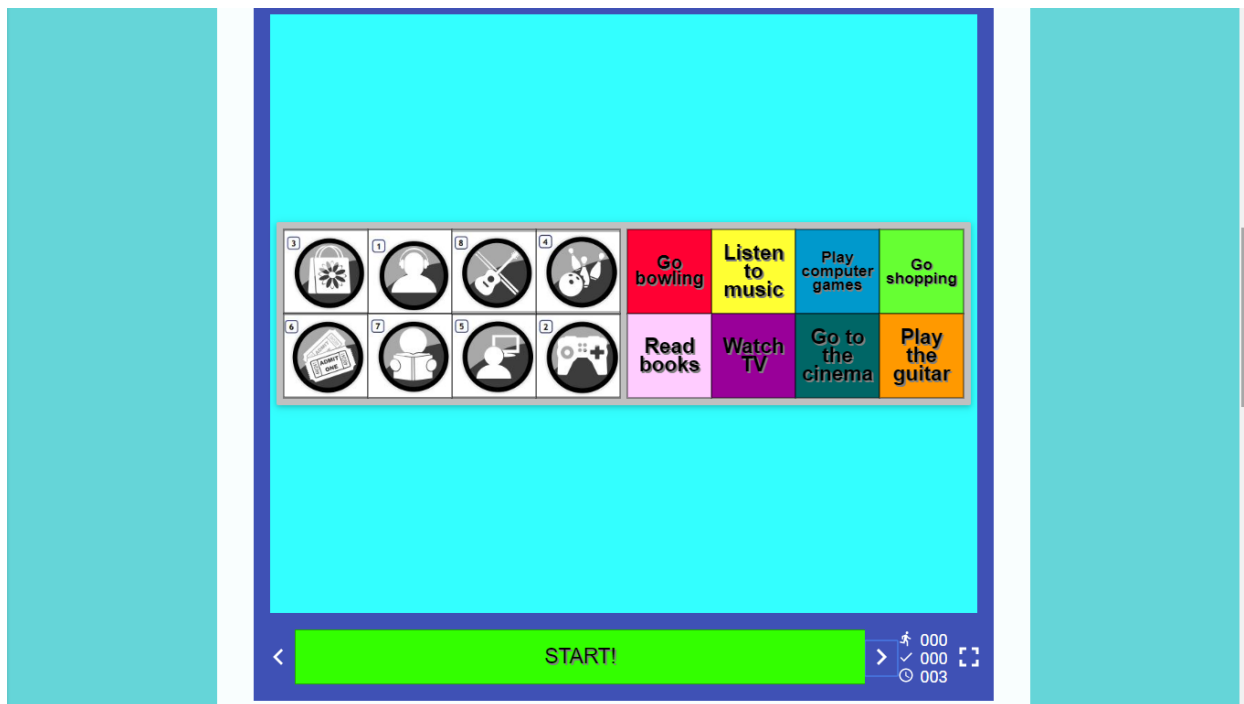 3
1
8
4
Go
bowling
Listen
to
music
Play
computer
games
Go
shopping
6
ADMIT
ONE
7
5
2
Read
books
Watch
TV
Go to
the
cinema
Play
the
guitar
START!
000
000
003